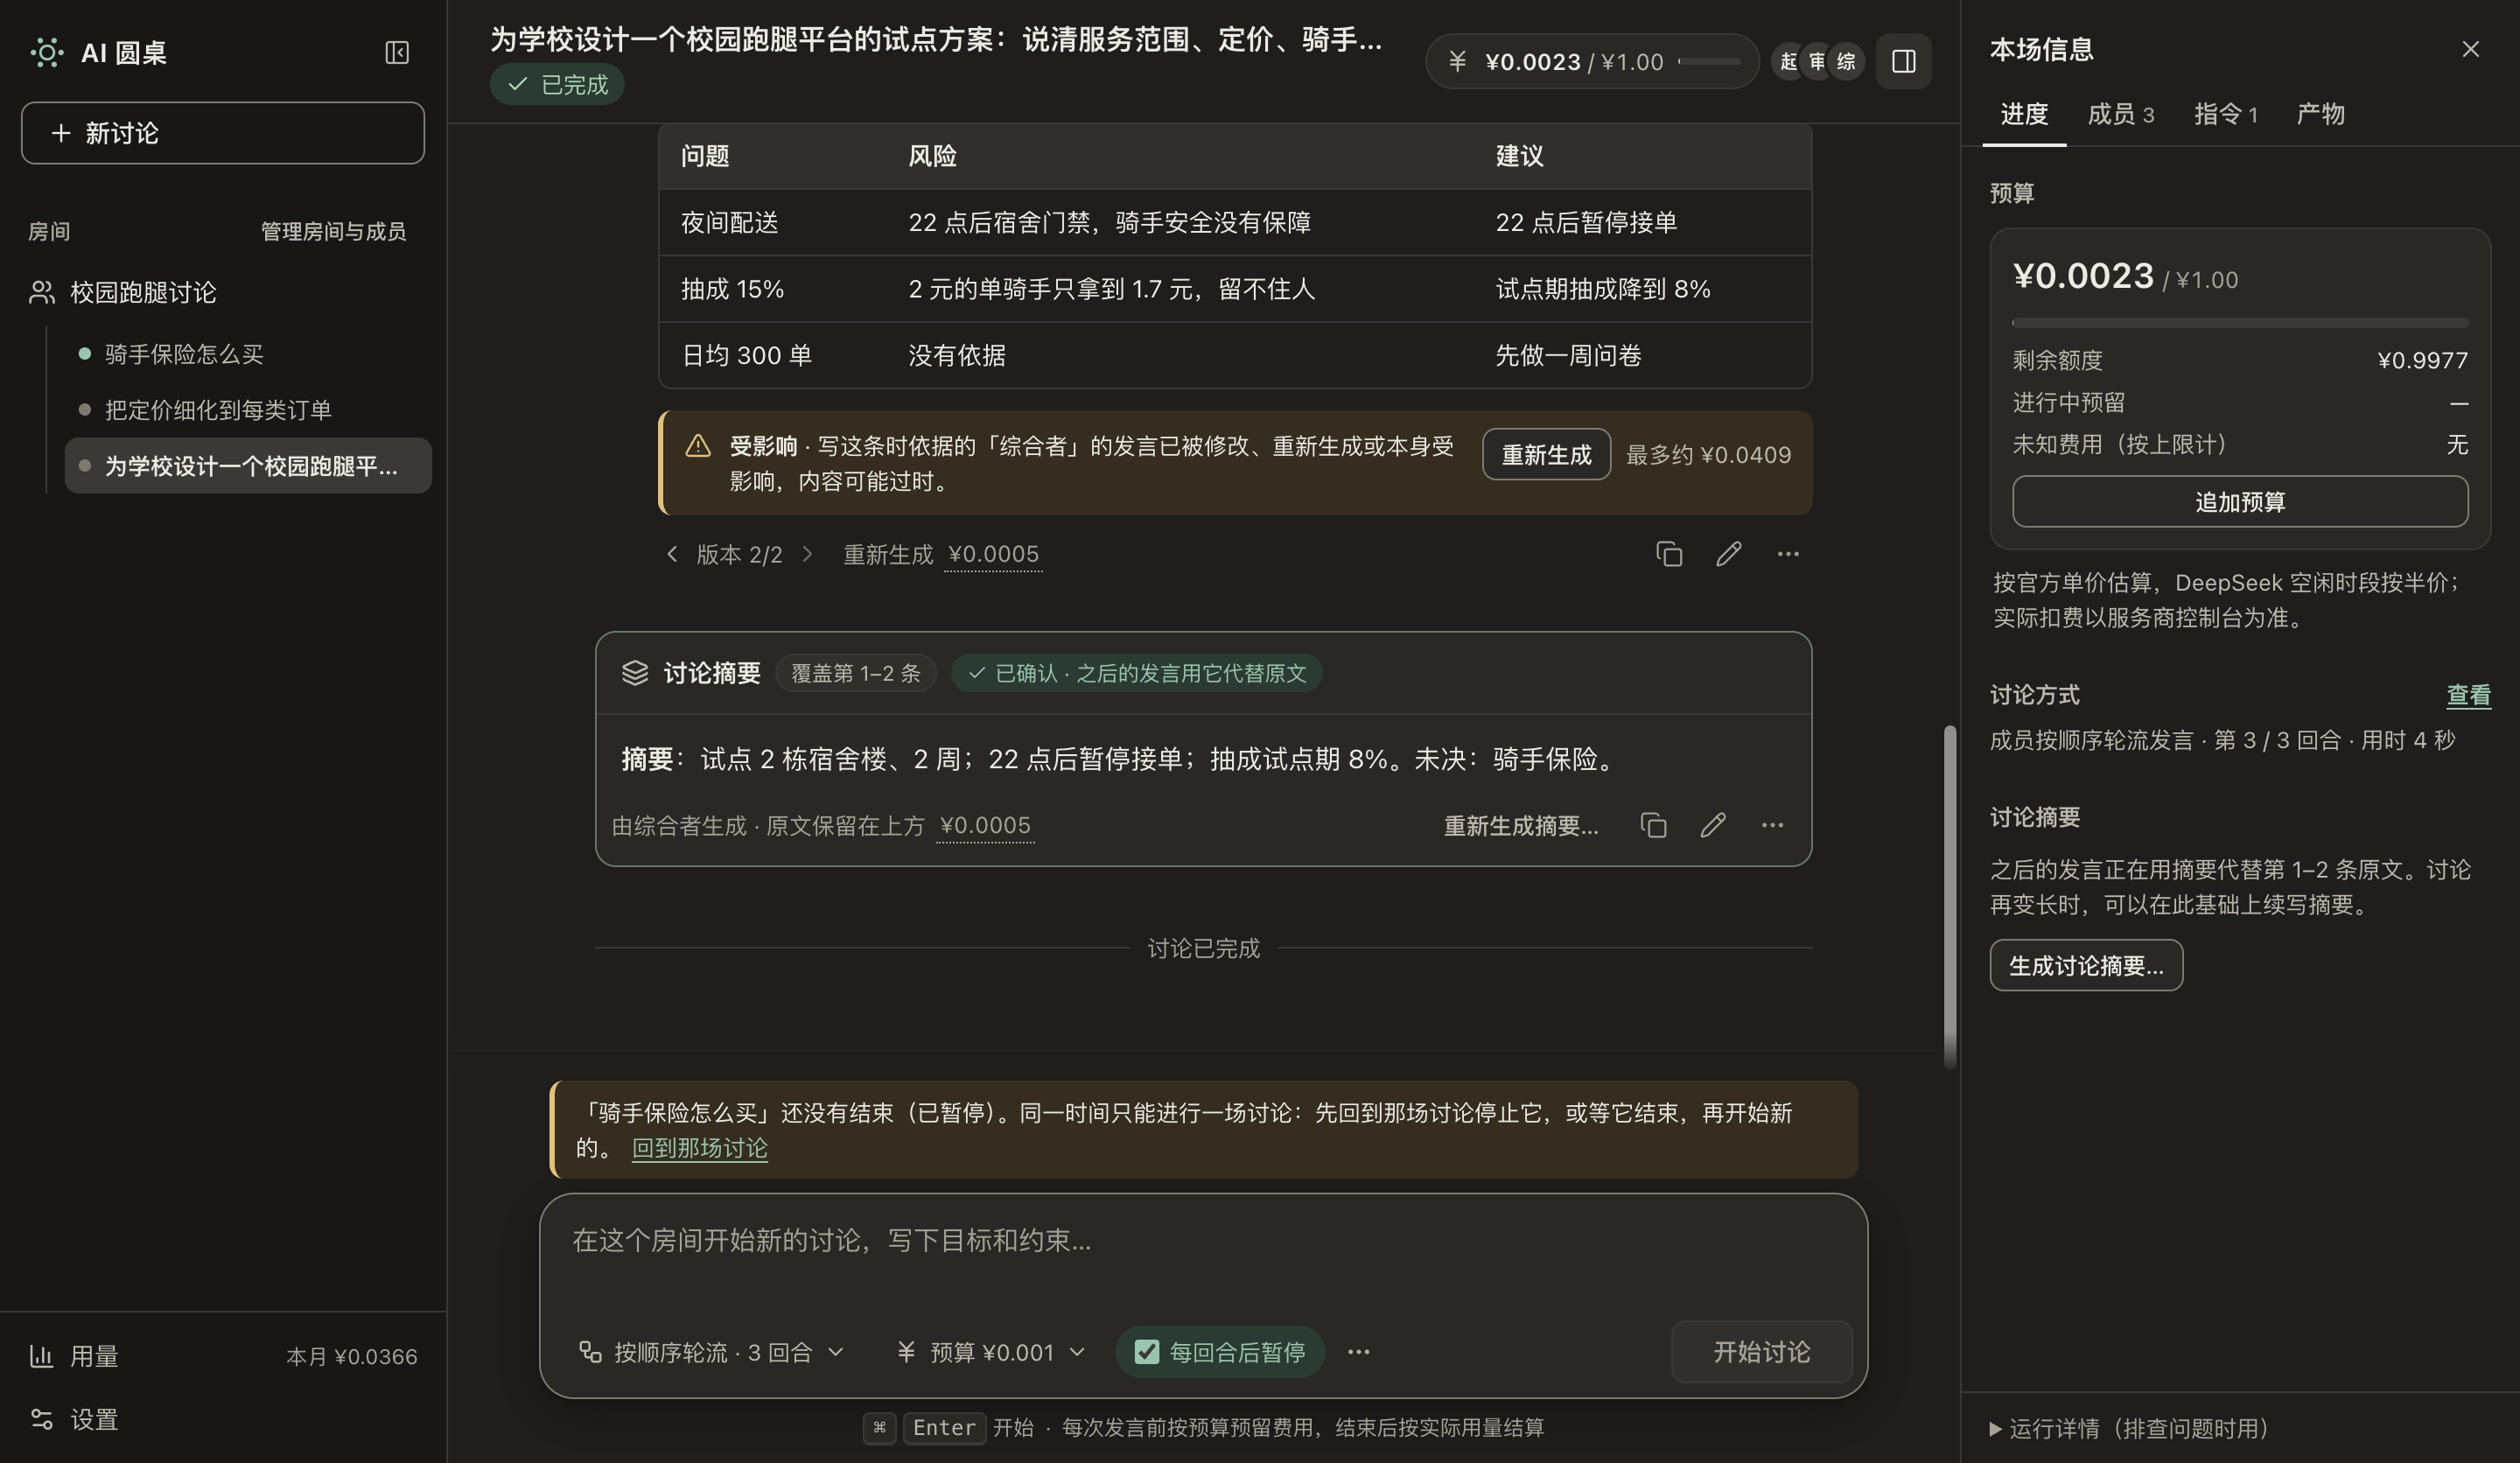 AI 圆桌
新讨论
房间 管理房间与成员
校园跑腿讨论
骑手保险怎么买
把定价细化到每类订单
为学校设计一个校园跑腿平...
用量 本月 ¥0.0366
设置
为学校设计一个校园跑腿平台的试点方案：说清服务范围、定价、骑手...
已完成
¥ ¥0.0023 / ¥1.00
起 审 综
问题 风险 建议
夜间配送 22 点后宿舍门禁，骑手安全没有保障 22 点后暂停接单
抽成 15% 2 元的单骑手只拿到 1.7 元，留不住人 试点期抽成降到 8%
日均 300 单 没有依据 先做一周问卷
受影响 · 写这条时依据的「综合者」的发言已被修改、重新生成或本身受
影响，内容可能过时。
重新生成 最多约 ¥0.0409
版本 2/2 重新生成 ¥0.0005
讨论摘要 覆盖第 1–2 条 已确认 · 之后的发言用它代替原文
摘要：试点 2 栋宿舍楼、2 周；22 点后暂停接单；抽成试点期 8%。未决：骑手保险。
由综合者生成 · 原文保留在上方 ¥0.0005 重新生成摘要...
讨论已完成
「骑手保险怎么买」还没有结束（已暂停）。同一时间只能进行一场讨论：先回到那场讨论停止它，或等它结束，再开始新
的。 回到那场讨论
在这个房间开始新的讨论，写下目标和约束...
按顺序轮流 · 3 回合 ¥ 预算 ¥0.001 每回合后暂停 开始讨论
⌘ Enter 开始 · 每次发言前按预算预留费用，结束后按实际用量结算
本场信息
进度 成员 3 指令 1 产物
预算
¥0.0023 / ¥1.00
剩余额度 ¥0.9977
进行中预留 —
未知费用（按上限计） 无
追加预算
按官方单价估算，DeepSeek 空闲时段按半价；
实际扣费以服务商控制台为准。
讨论方式 查看
成员按顺序轮流发言 · 第 3 / 3 回合 · 用时 4 秒
讨论摘要
之后的发言正在用摘要代替第 1–2 条原文。讨论
再变长时，可以在此基础上续写摘要。
生成讨论摘要...
运行详情（排查问题时用）